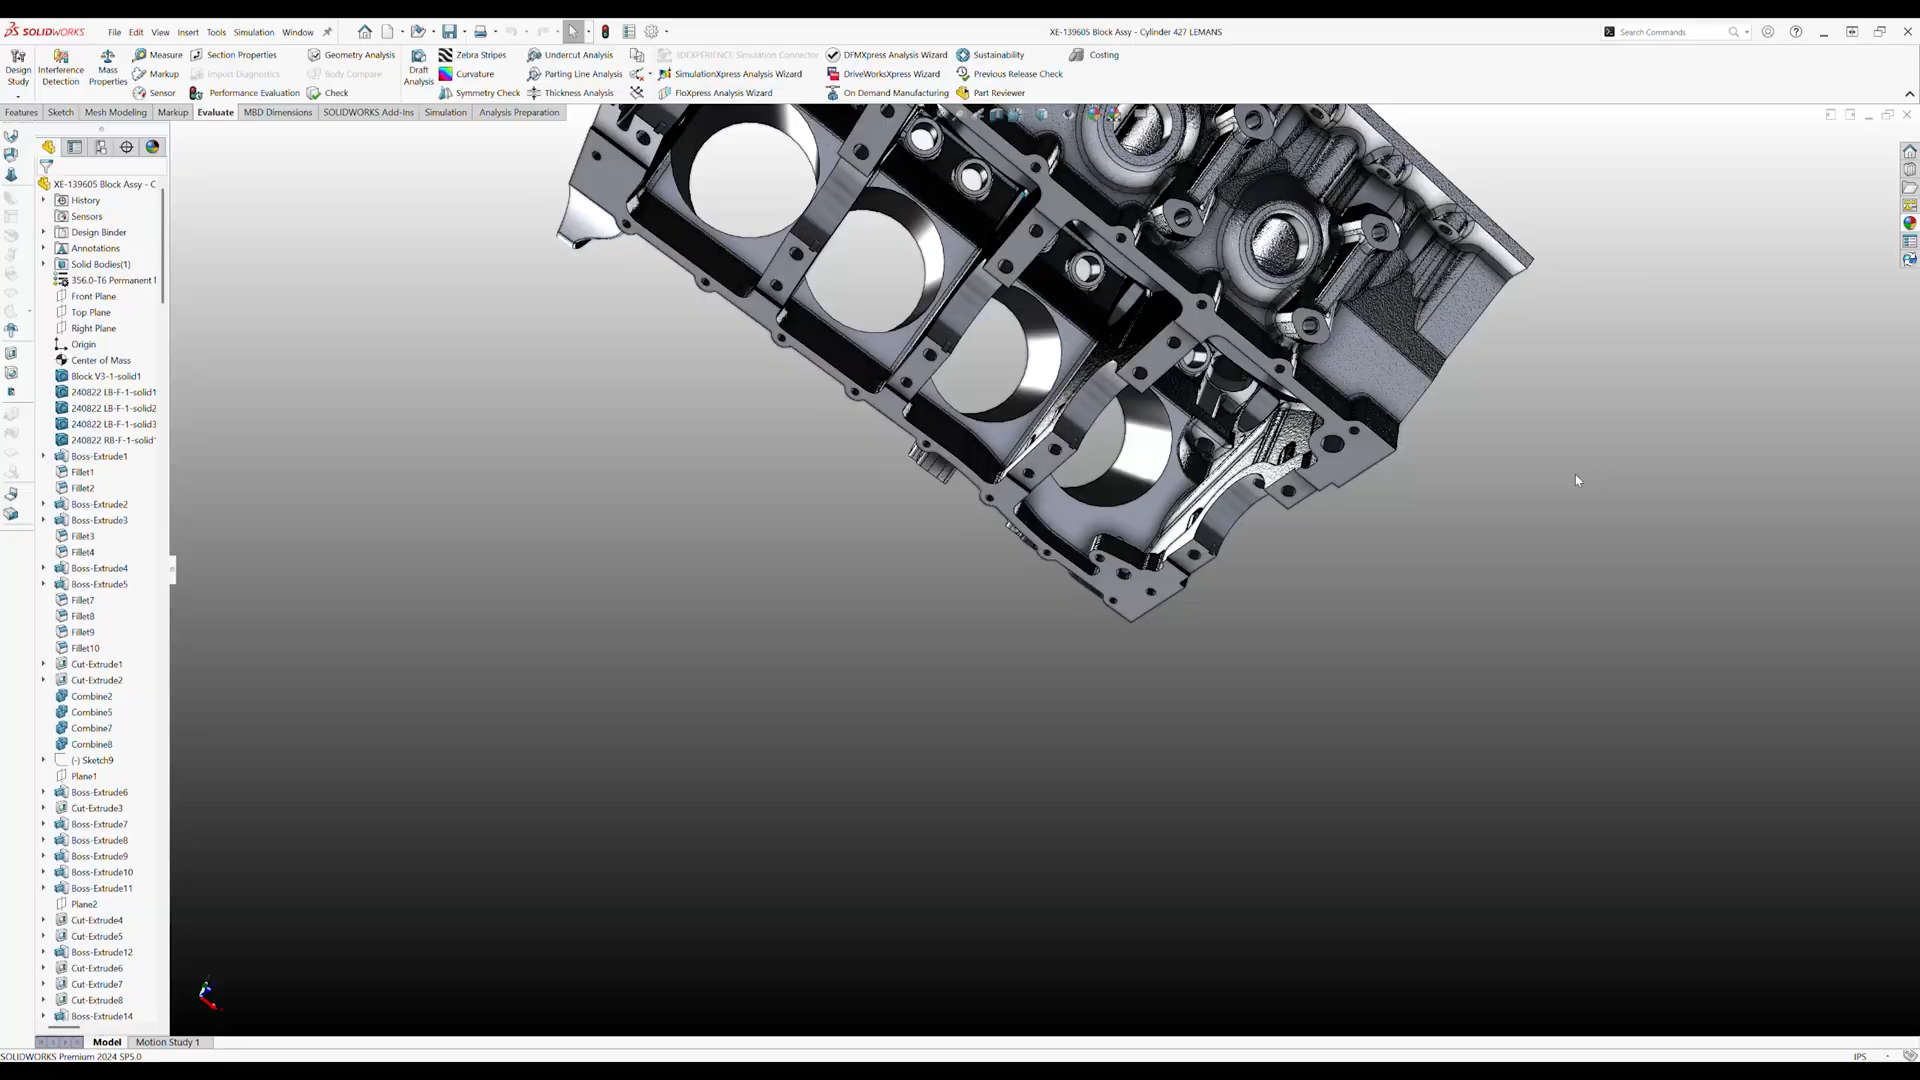 SOLIDWORKS File Edit View Insert Tools Simulation Window XE-139605 Block Assy - Cylinder 427 LEMANS Search Commands
Design Study
Interference Detection
Mass Properties
Measure
Markup
Sensor
Section Properties
Import Diagnostics
Performance Evaluation
Geometry Analysis
Body Compare
Check
Draft Analysis
Zebra Stripes
Curvature
Symmetry Check
Undercut Analysis
Parting Line Analysis
Thickness Analysis
3DEXPERIENCE Simulation Connector
SimulationXpress Analysis Wizard
FloXpress Analysis Wizard
DFMXpress Analysis Wizard
DriveWorksXpress Wizard
On Demand Manufacturing
Sustainability
Previous Release Check
Part Reviewer
Costing
Features Sketch Mesh Modeling Markup Evaluate MBD Dimensions SOLIDWORKS Add-Ins Simulation Analysis Preparation
XE-139605 Block Assy - C
History
Sensors
Design Binder
Annotations
Solid Bodies(1)
356.0-T6 Permanent
Front Plane
Top Plane
Right Plane
Origin
Center of Mass
Block V3-1-solid1
240822 LB-F-1-solid1
240822 LB-F-1-solid2
240822 LB-F-1-solid3
240822 RB-F-1-solid
Boss-Extrude1
Fillet1
Fillet2
Boss-Extrude2
Boss-Extrude3
Fillet3
Fillet4
Boss-Extrude4
Boss-Extrude5
Fillet7
Fillet8
Fillet9
Fillet10
Cut-Extrude1
Cut-Extrude2
Combine2
Combine5
Combine7
Combine8
(-) Sketch9
Plane1
Boss-Extrude6
Cut-Extrude3
Boss-Extrude7
Boss-Extrude8
Boss-Extrude9
Boss-Extrude10
Boss-Extrude11
Plane2
Cut-Extrude4
Cut-Extrude5
Boss-Extrude12
Cut-Extrude6
Cut-Extrude7
Cut-Extrude8
Boss-Extrude14
Model Motion Study 1
SOLIDWORKS Premium 2024 SP5.0 IPS